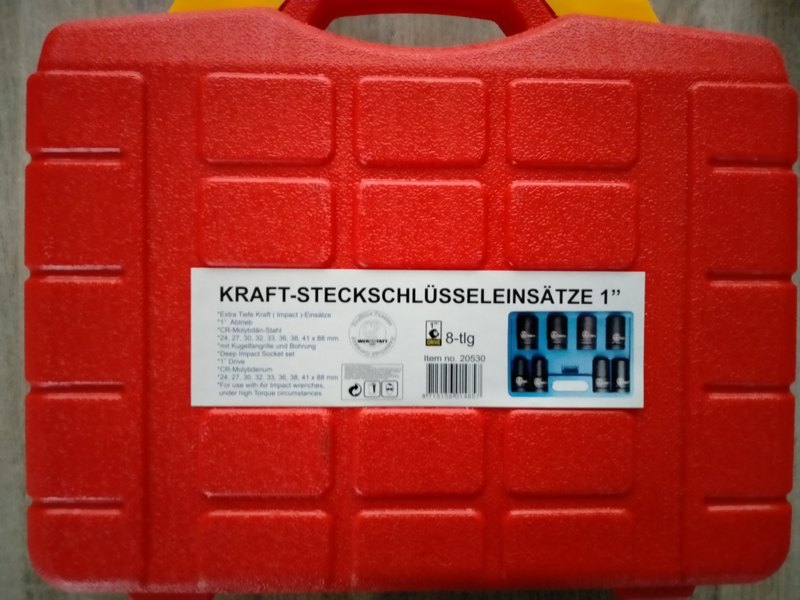 KRAFT-STECKSCHLÜSSELEINSÄTZE 1”
*Extra Tiefe Kraft ( Impact )-Einsätze
*1” Abtrieb
*CR-Molybdän-Stahl
*24, 27, 30, 32, 33, 36, 38, 41 x 88 mm
*mit Kugelfangrille und Bohrung
*Deep Impact Socket set
*1” Drive
*CR-Molybdenum
*24, 27, 30, 32, 33, 36, 38, 41 x 88 mm
*For use with Air Impact wrenches,
under high Torque circumstances
1”
DRIVE
8-tlg
Item no. 20530